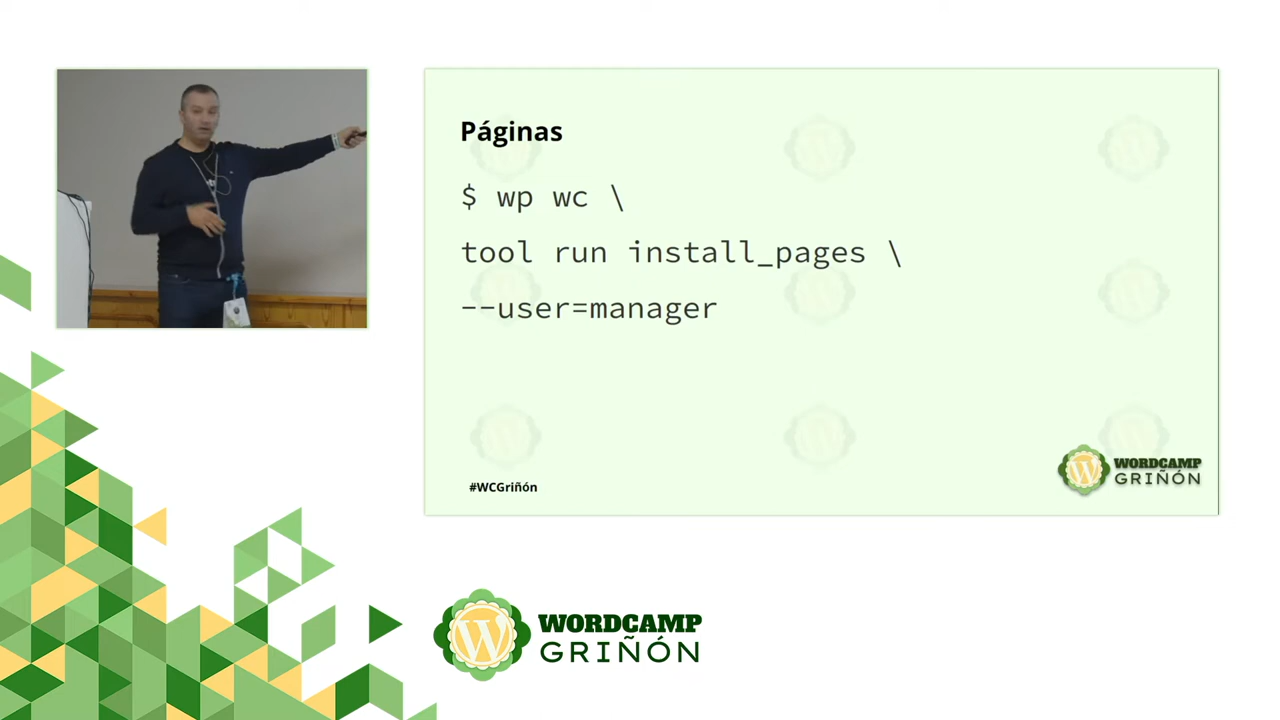 Páginas
$ wp wc \
tool run install_pages \
--user=manager
#WCGriñón
WORDCAMP
GRIÑÓN
WORDCAMP
GRIÑÓN